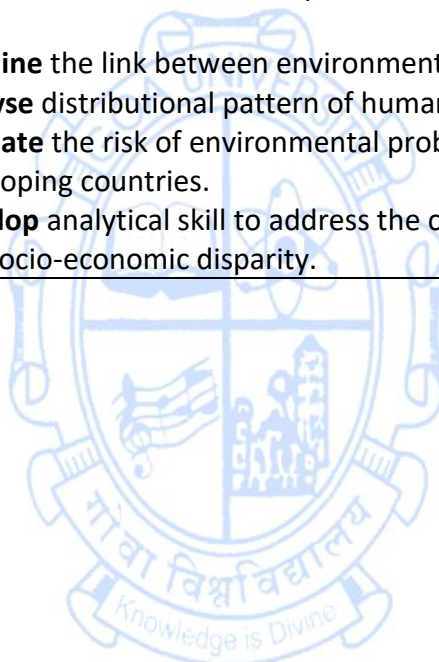 ine the link between environment
yse distributional pattern of human
ate the risk of environmental prob
oping countries.
lop analytical skill to address the c
ocio-economic disparity.
गोंय विश्वविद्यालय
Knowledge is Divine